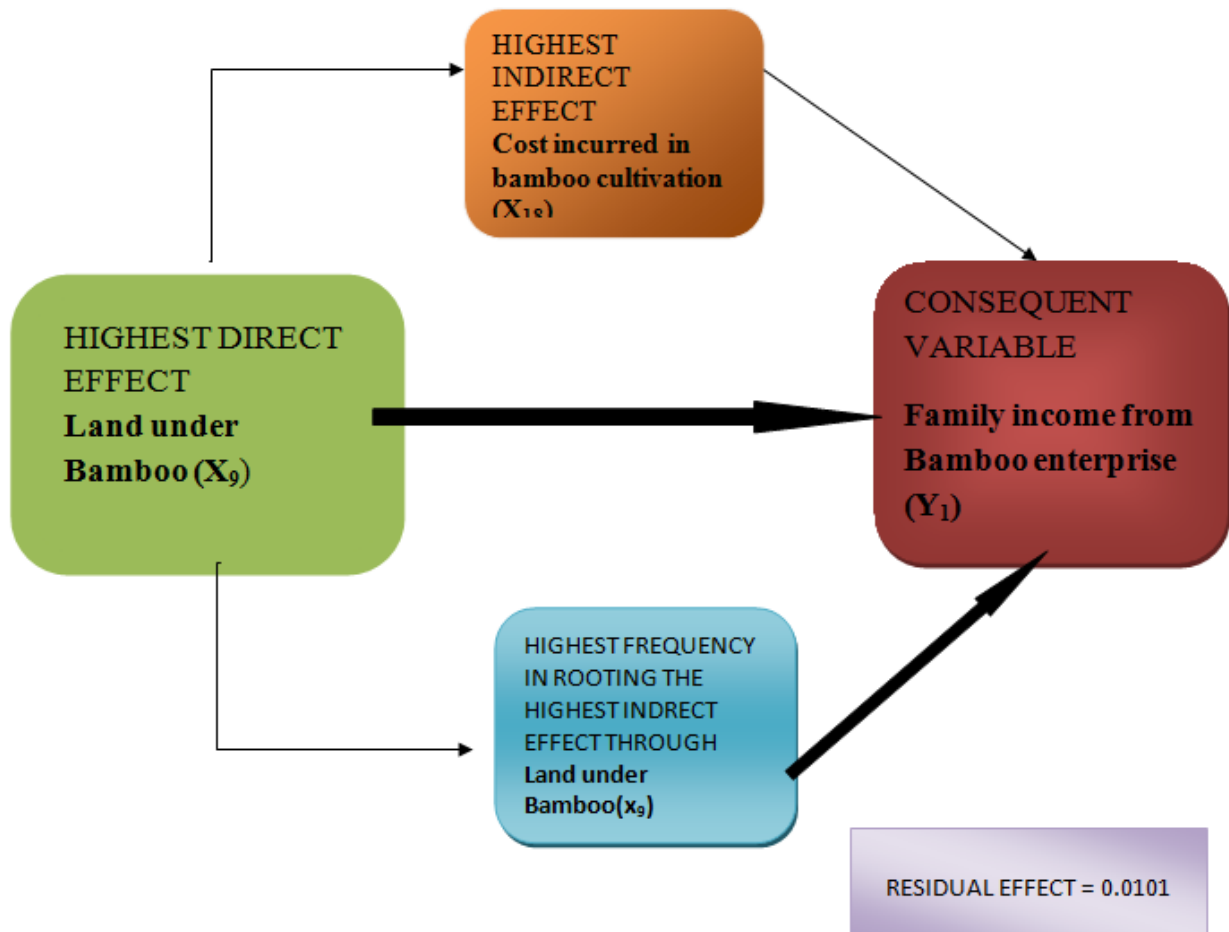 HIGHEST
INDIRECT
EFFECT
Cost incurred in
bamboo cultivation
(X₁₈)
HIGHEST DIRECT
EFFECT
Land under
Bamboo (X₉)
CONSEQUENT
VARIABLE
Family income from
Bamboo enterprise
(Y₁)
HIGHEST FREQUENCY
IN ROOTING THE
HIGHEST INDRECT
EFFECT THROUGH
Land under
Bamboo(x₉)
RESIDUAL EFFECT = 0.0101